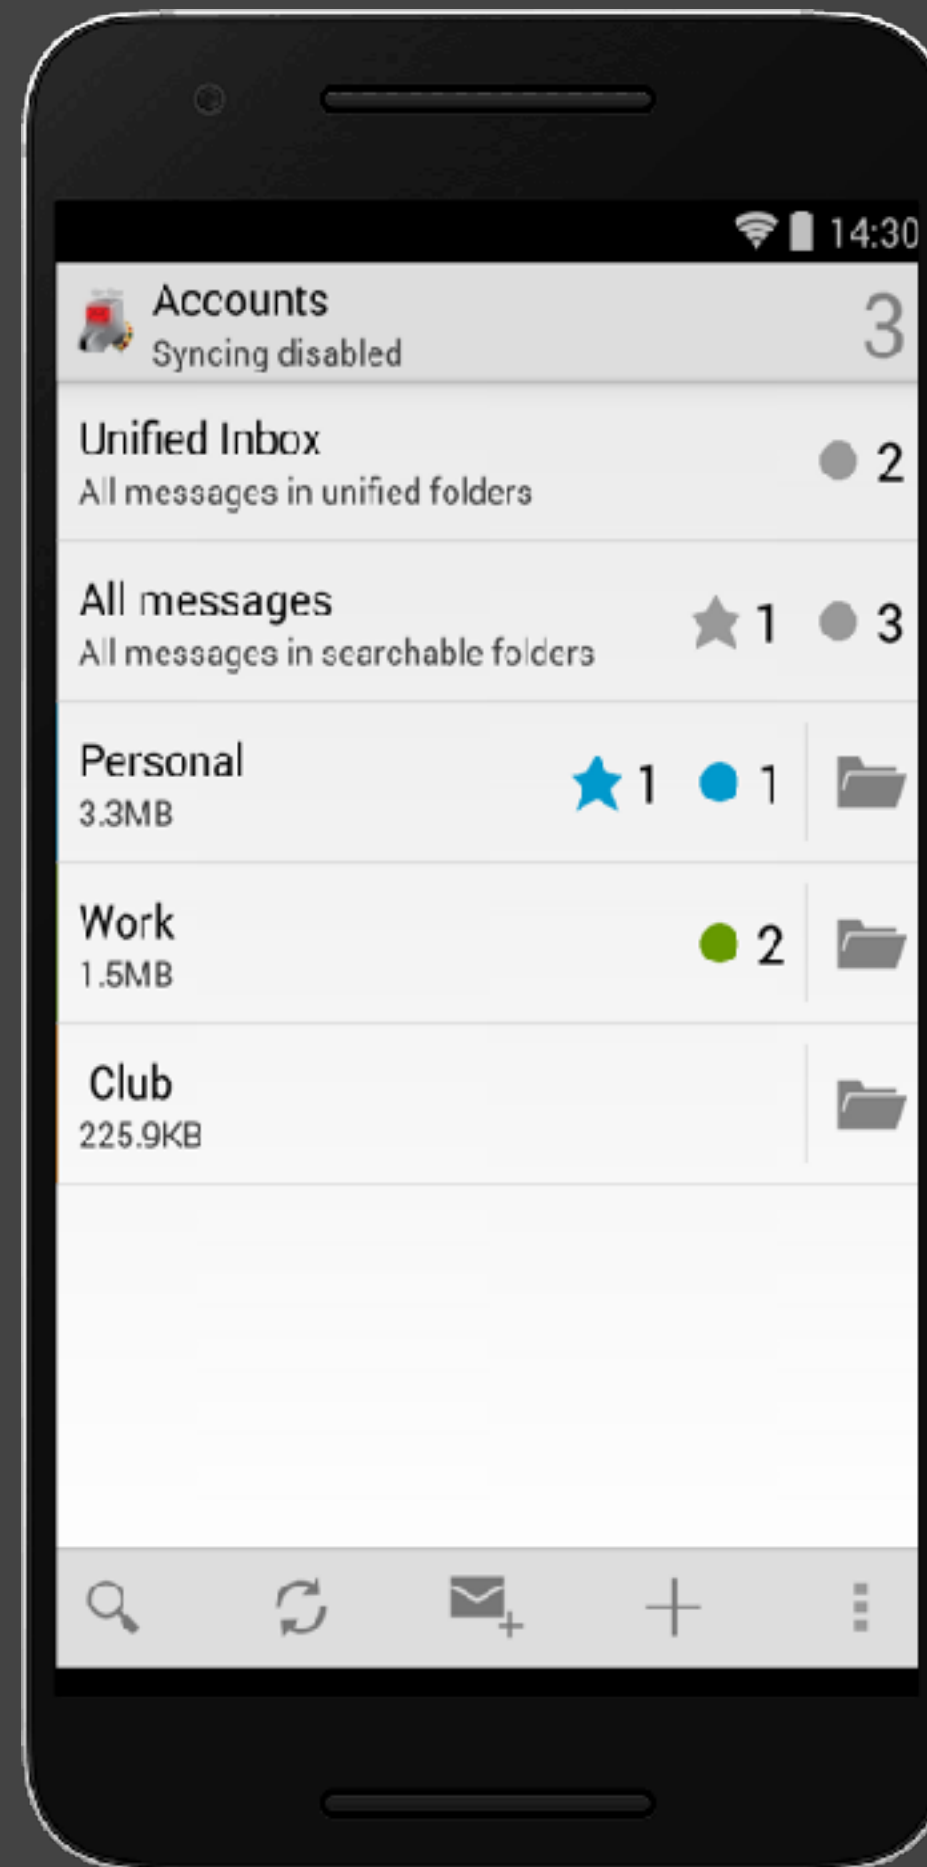 14:30
Accounts 3
Syncing disabled
Unified Inbox 2
All messages in unified folders
All messages 1 3
All messages in searchable folders
Personal 1 1
3.3MB
Work 2
1.5MB
Club
225.9KB